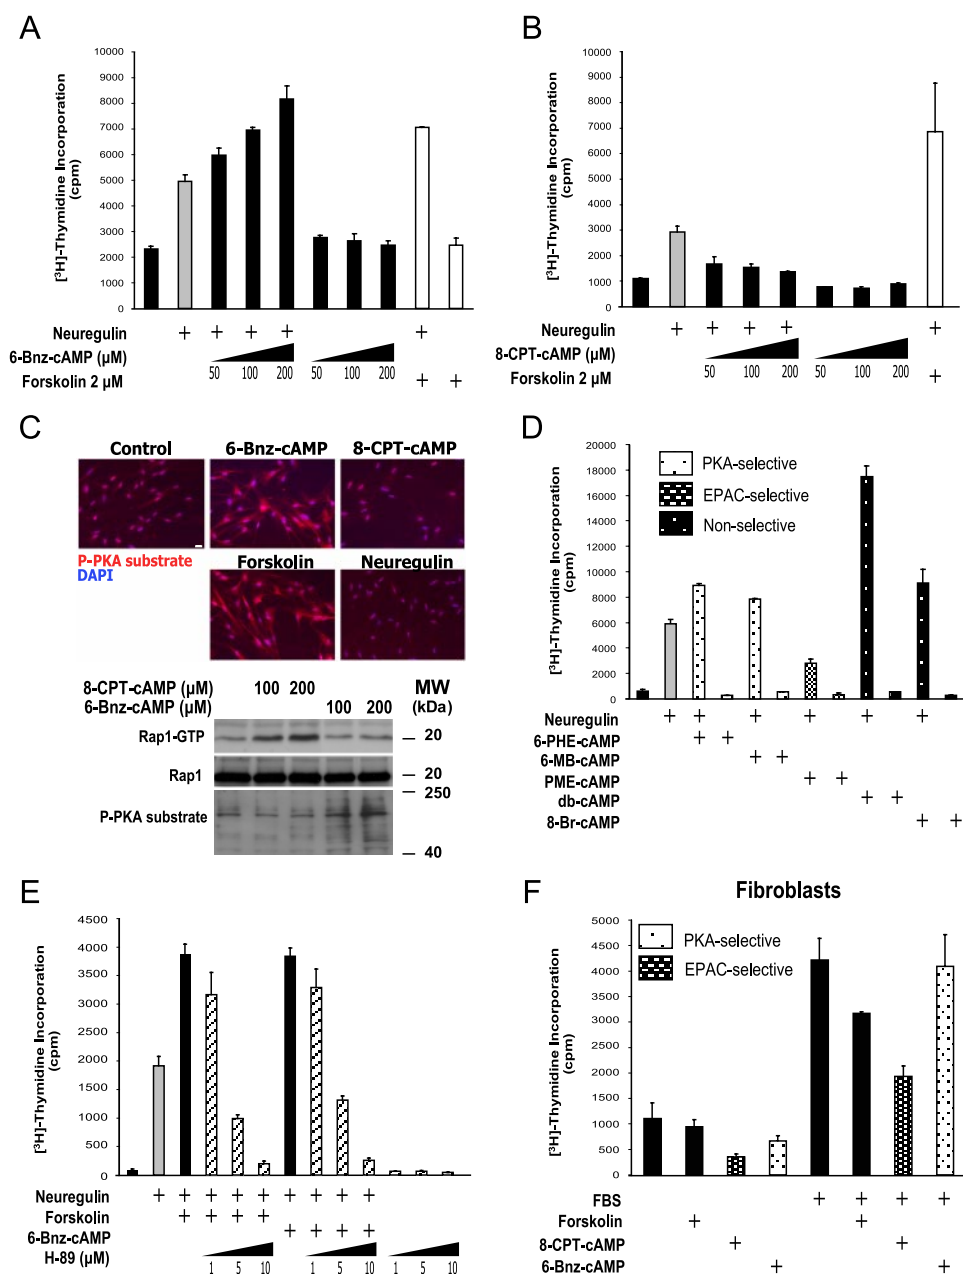 A
[³H]-Thymidine Incorporation
(cpm)
10000
9000
8000
7000
6000
5000
4000
3000
2000
1000
0
Neuregulin + + + + +
6-Bnz-cAMP (µM)
50 100 200 50 100 200
Forskolin 2 µM + +
B
[³H]-Thymidine Incorporation
(cpm)
10000
9000
8000
7000
6000
5000
4000
3000
2000
1000
0
Neuregulin + + + + +
8-CPT-cAMP (µM)
50 100 200 50 100 200
Forskolin 2 µM +
C
Control 6-Bnz-cAMP 8-CPT-cAMP
P-PKA substrate
DAPI
Forskolin Neuregulin
8-CPT-cAMP (µM) 100 200
6-Bnz-cAMP (µM) 100 200
MW
(kDa)
Rap1-GTP — 20
Rap1 — 20
— 250
P-PKA substrate
— 40
D
[³H]-Thymidine Incorporation
(cpm)
20000
18000
16000
14000
12000
10000
8000
6000
4000
2000
0
PKA-selective
EPAC-selective
Non-selective
Neuregulin + + + + + +
6-PHE-cAMP + +
6-MB-cAMP + +
PME-cAMP + +
db-cAMP + +
8-Br-cAMP + +
E
[³H]-Thymidine Incorporation
(cpm)
4500
4000
3500
3000
2500
2000
1500
1000
500
0
Neuregulin + + + + + + + + +
Forskolin + + + +
6-Bnz-cAMP + + + +
H-89 (µM)
1 5 10 1 5 10 1 5 10
F
Fibroblasts
[³H]-Thymidine Incorporation
(cpm)
5000
4500
4000
3500
3000
2500
2000
1500
1000
500
0
PKA-selective
EPAC-selective
FBS + + + +
Forskolin + +
8-CPT-cAMP + +
6-Bnz-cAMP + +